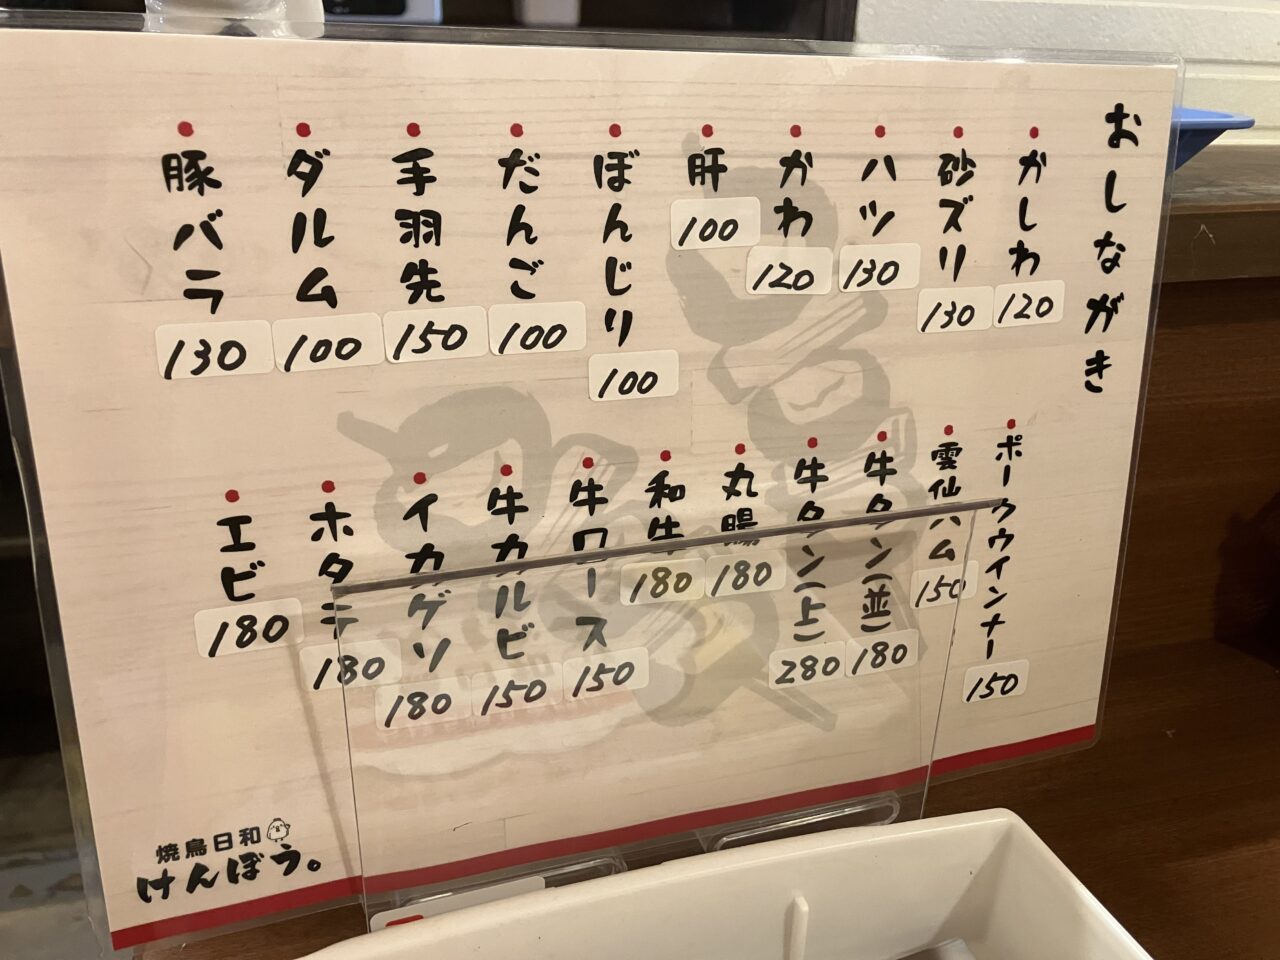 おしながき
かしわ
120
砂ズリ
130
ハツ
130
かわ
120
肝
100
ぼんじり
100
だんご
100
手羽先
150
ダルム
100
豚バラ
130
ポークウインナー
150
雲仙ハム
150
牛タン(並)
180
牛タン(上)
280
丸腸
180
和牛
180
牛ロース
150
牛カルビ
150
イカゲソ
180
ホタテ
180
エビ
180
焼鳥日和
けんぼう。